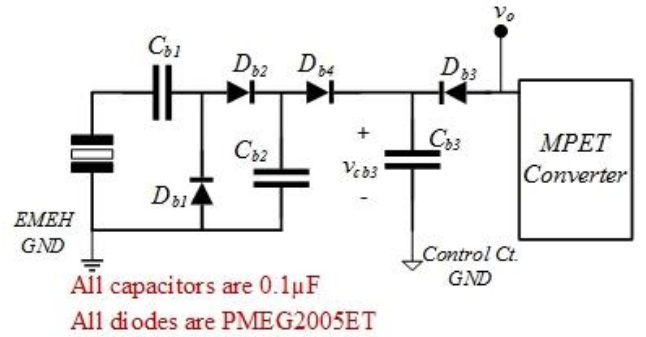 v_o
C_b1
D_b2
D_b4
D_b3
MPET
Converter
C_b2
+
v_cb3
-
C_b3
D_b1
EMEH
GND
Control Ct.
GND
All capacitors are 0.1µF
All diodes are PMEG2005ET